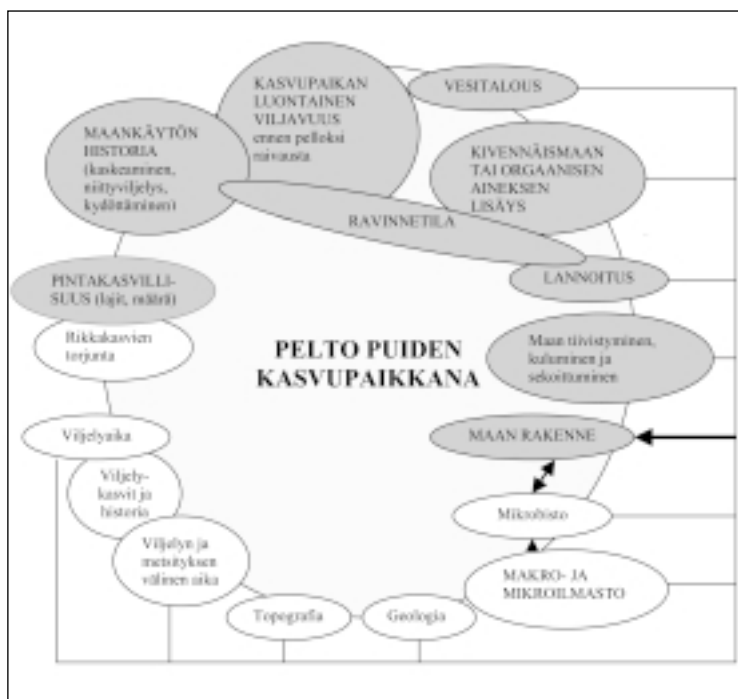 KASVUPAIKAN
LUONTAINEN
VILJAVUUS
ennen pelloksi
raivausta
VESITALOUS
MAANKÄYTÖN
HISTORIA
(kaskeaminen,
niittyviljelys,
kydöttäminen)
KIVENNÄISMAAN
TAI ORGAANISEN
AINEKSEN
LISÄYS
RAVINNETILA
LANNOITUS
PINTAKASVILLI-
SUUS (lajit, määrä)
Rikkakasvien
torjunta
Maan tiivistyminen,
kuluminen ja
sekoittuminen
PELTO PUIDEN
KASVUPAIKKANA
Viljelyaika
MAAN RAKENNE
Viljely-
kasvit ja
historia
Mikrobisto
Viljelyn ja
metsityksen
välinen aika
MAKRO- JA
MIKROILMASTO
Topografia
Geologia